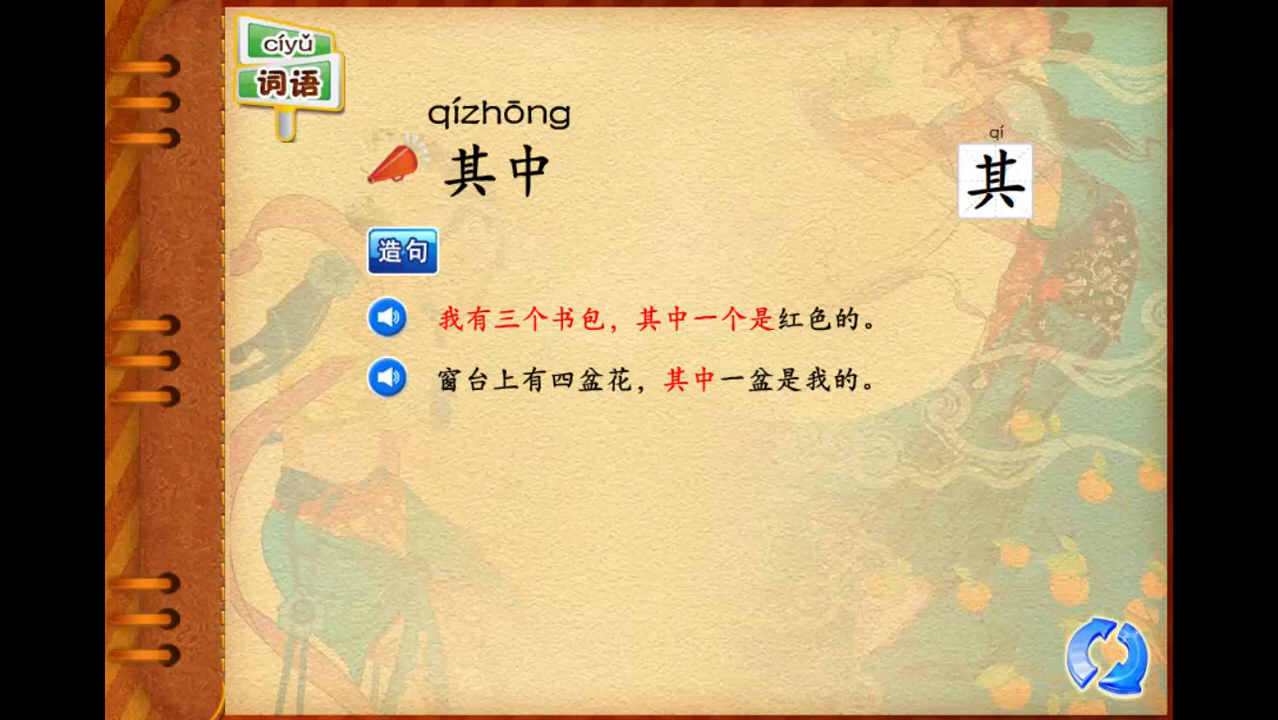 cíyǔ
词语
qízhōng
其中
qí
其
造句
我有三个书包，其中一个是红色的。
窗台上有四盆花，其中一盆是我的。